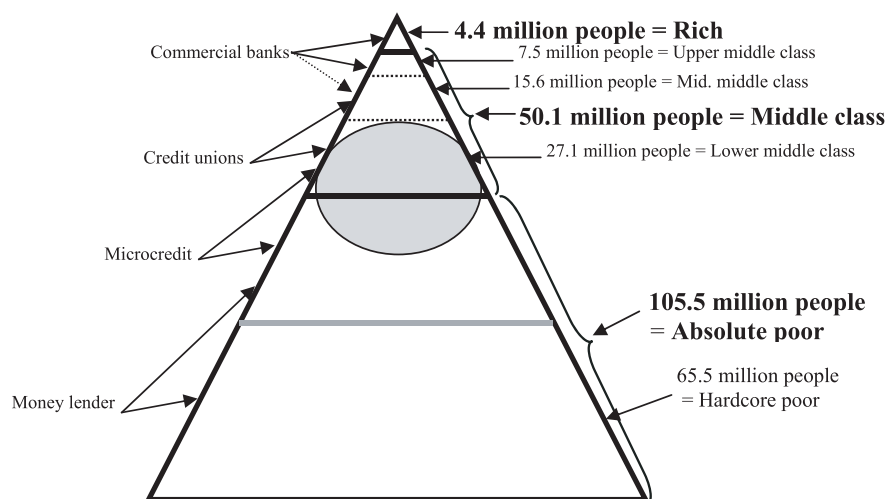 4.4 million people = Rich
Commercial banks
7.5 million people = Upper middle class
15.6 million people = Mid. middle class
50.1 million people = Middle class
Credit unions
27.1 million people = Lower middle class
Microcredit
105.5 million people
= Absolute poor
65.5 million people
= Hardcore poor
Money lender